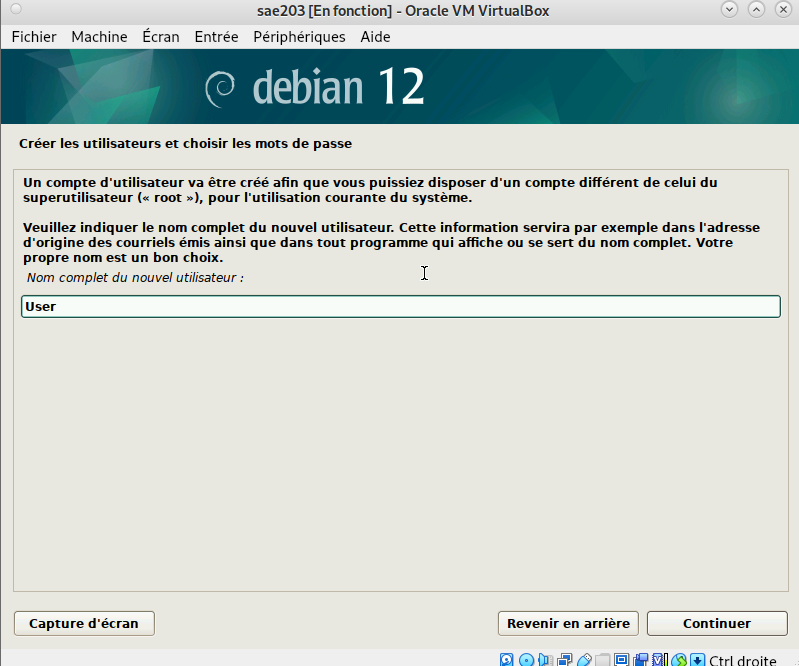 sae203 [En fonction] - Oracle VM VirtualBox
Fichier Machine Écran Entrée Périphériques Aide
debian 12
Créer les utilisateurs et choisir les mots de passe
Un compte d'utilisateur va être créé afin que vous puissiez disposer d'un compte différent de celui du
superutilisateur (« root »), pour l'utilisation courante du système.
Veuillez indiquer le nom complet du nouvel utilisateur. Cette information servira par exemple dans l'adresse
d'origine des courriels émis ainsi que dans tout programme qui affiche ou se sert du nom complet. Votre
propre nom est un bon choix.
Nom complet du nouvel utilisateur :
User
Capture d'écran Revenir en arrière Continuer
Ctrl droite